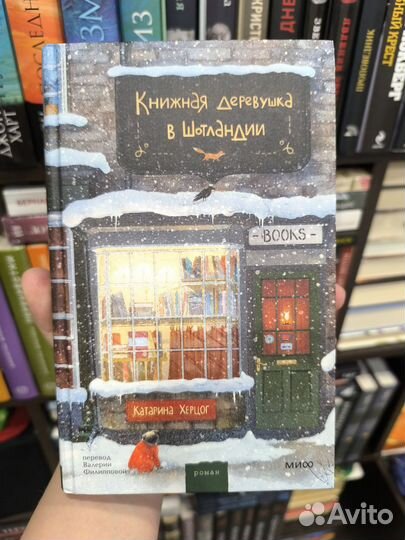 Книжная деревушка
в Шотландии
- BOOKS -
Катарина Херцог
перевод
Валерии
Филипповой
роман
МИФ
Avito